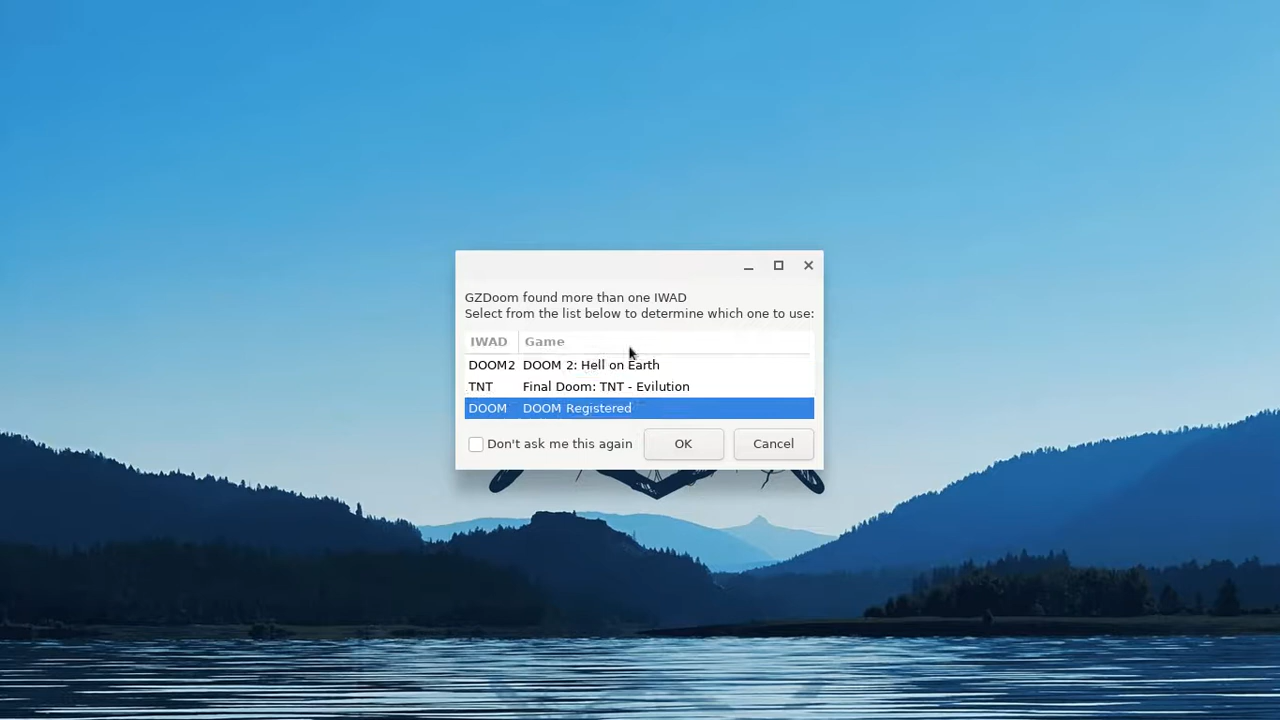 GZDoom found more than one IWAD
Select from the list below to determine which one to use:
IWAD Game
DOOM2 DOOM 2: Hell on Earth
TNT Final Doom: TNT - Evilution
DOOM DOOM Registered
Don't ask me this again OK Cancel